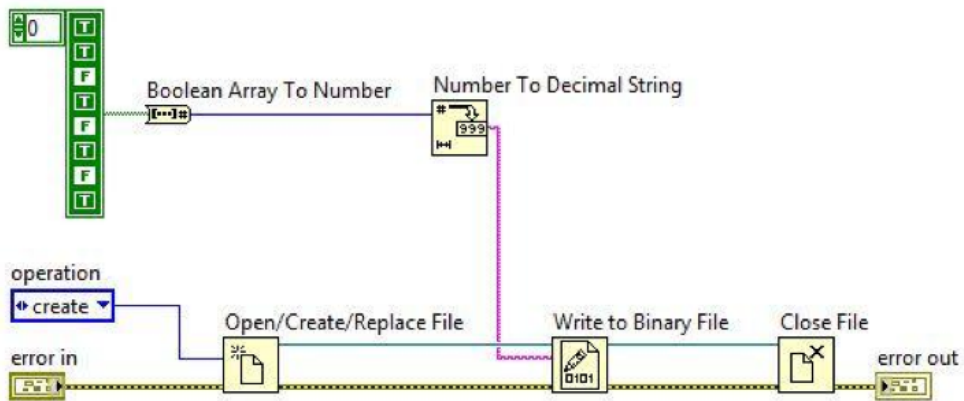 0
T
T
F
T
F
T
F
T
Boolean Array To Number
[...]#
Number To Decimal String
#
999
operation
create
Open/Create/Replace File
Write to Binary File
0101
Close File
error in
error out